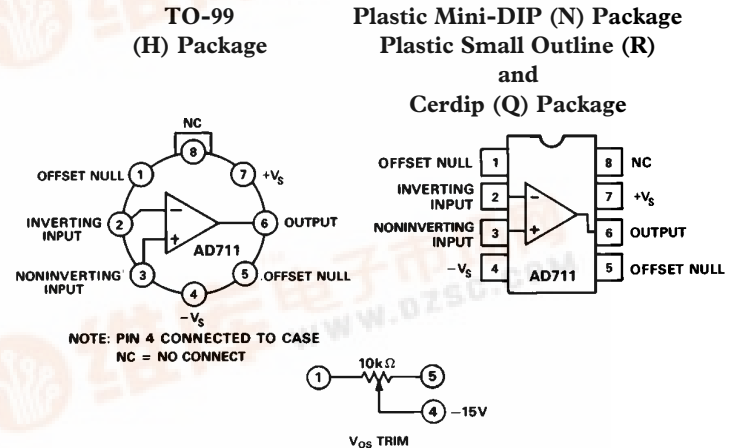 TO-99
(H) Package
Plastic Mini-DIP (N) Package
Plastic Small Outline (R)
and
Cerdip (Q) Package
NC
8
OFFSET NULL 1
7 +VS
INVERTING
INPUT
2
−
6 OUTPUT
+
AD711
NONINVERTING
INPUT
3
5 OFFSET NULL
4
−VS
NOTE: PIN 4 CONNECTED TO CASE
NC = NO CONNECT
OFFSET NULL 1
8 NC
INVERTING
INPUT
2
−
7 +VS
NONINVERTING
INPUT
3
+
6 OUTPUT
−VS 4
AD711
5 OFFSET NULL
10kΩ
1
5
4 −15V
VOS TRIM
WWW.DZSC.COM